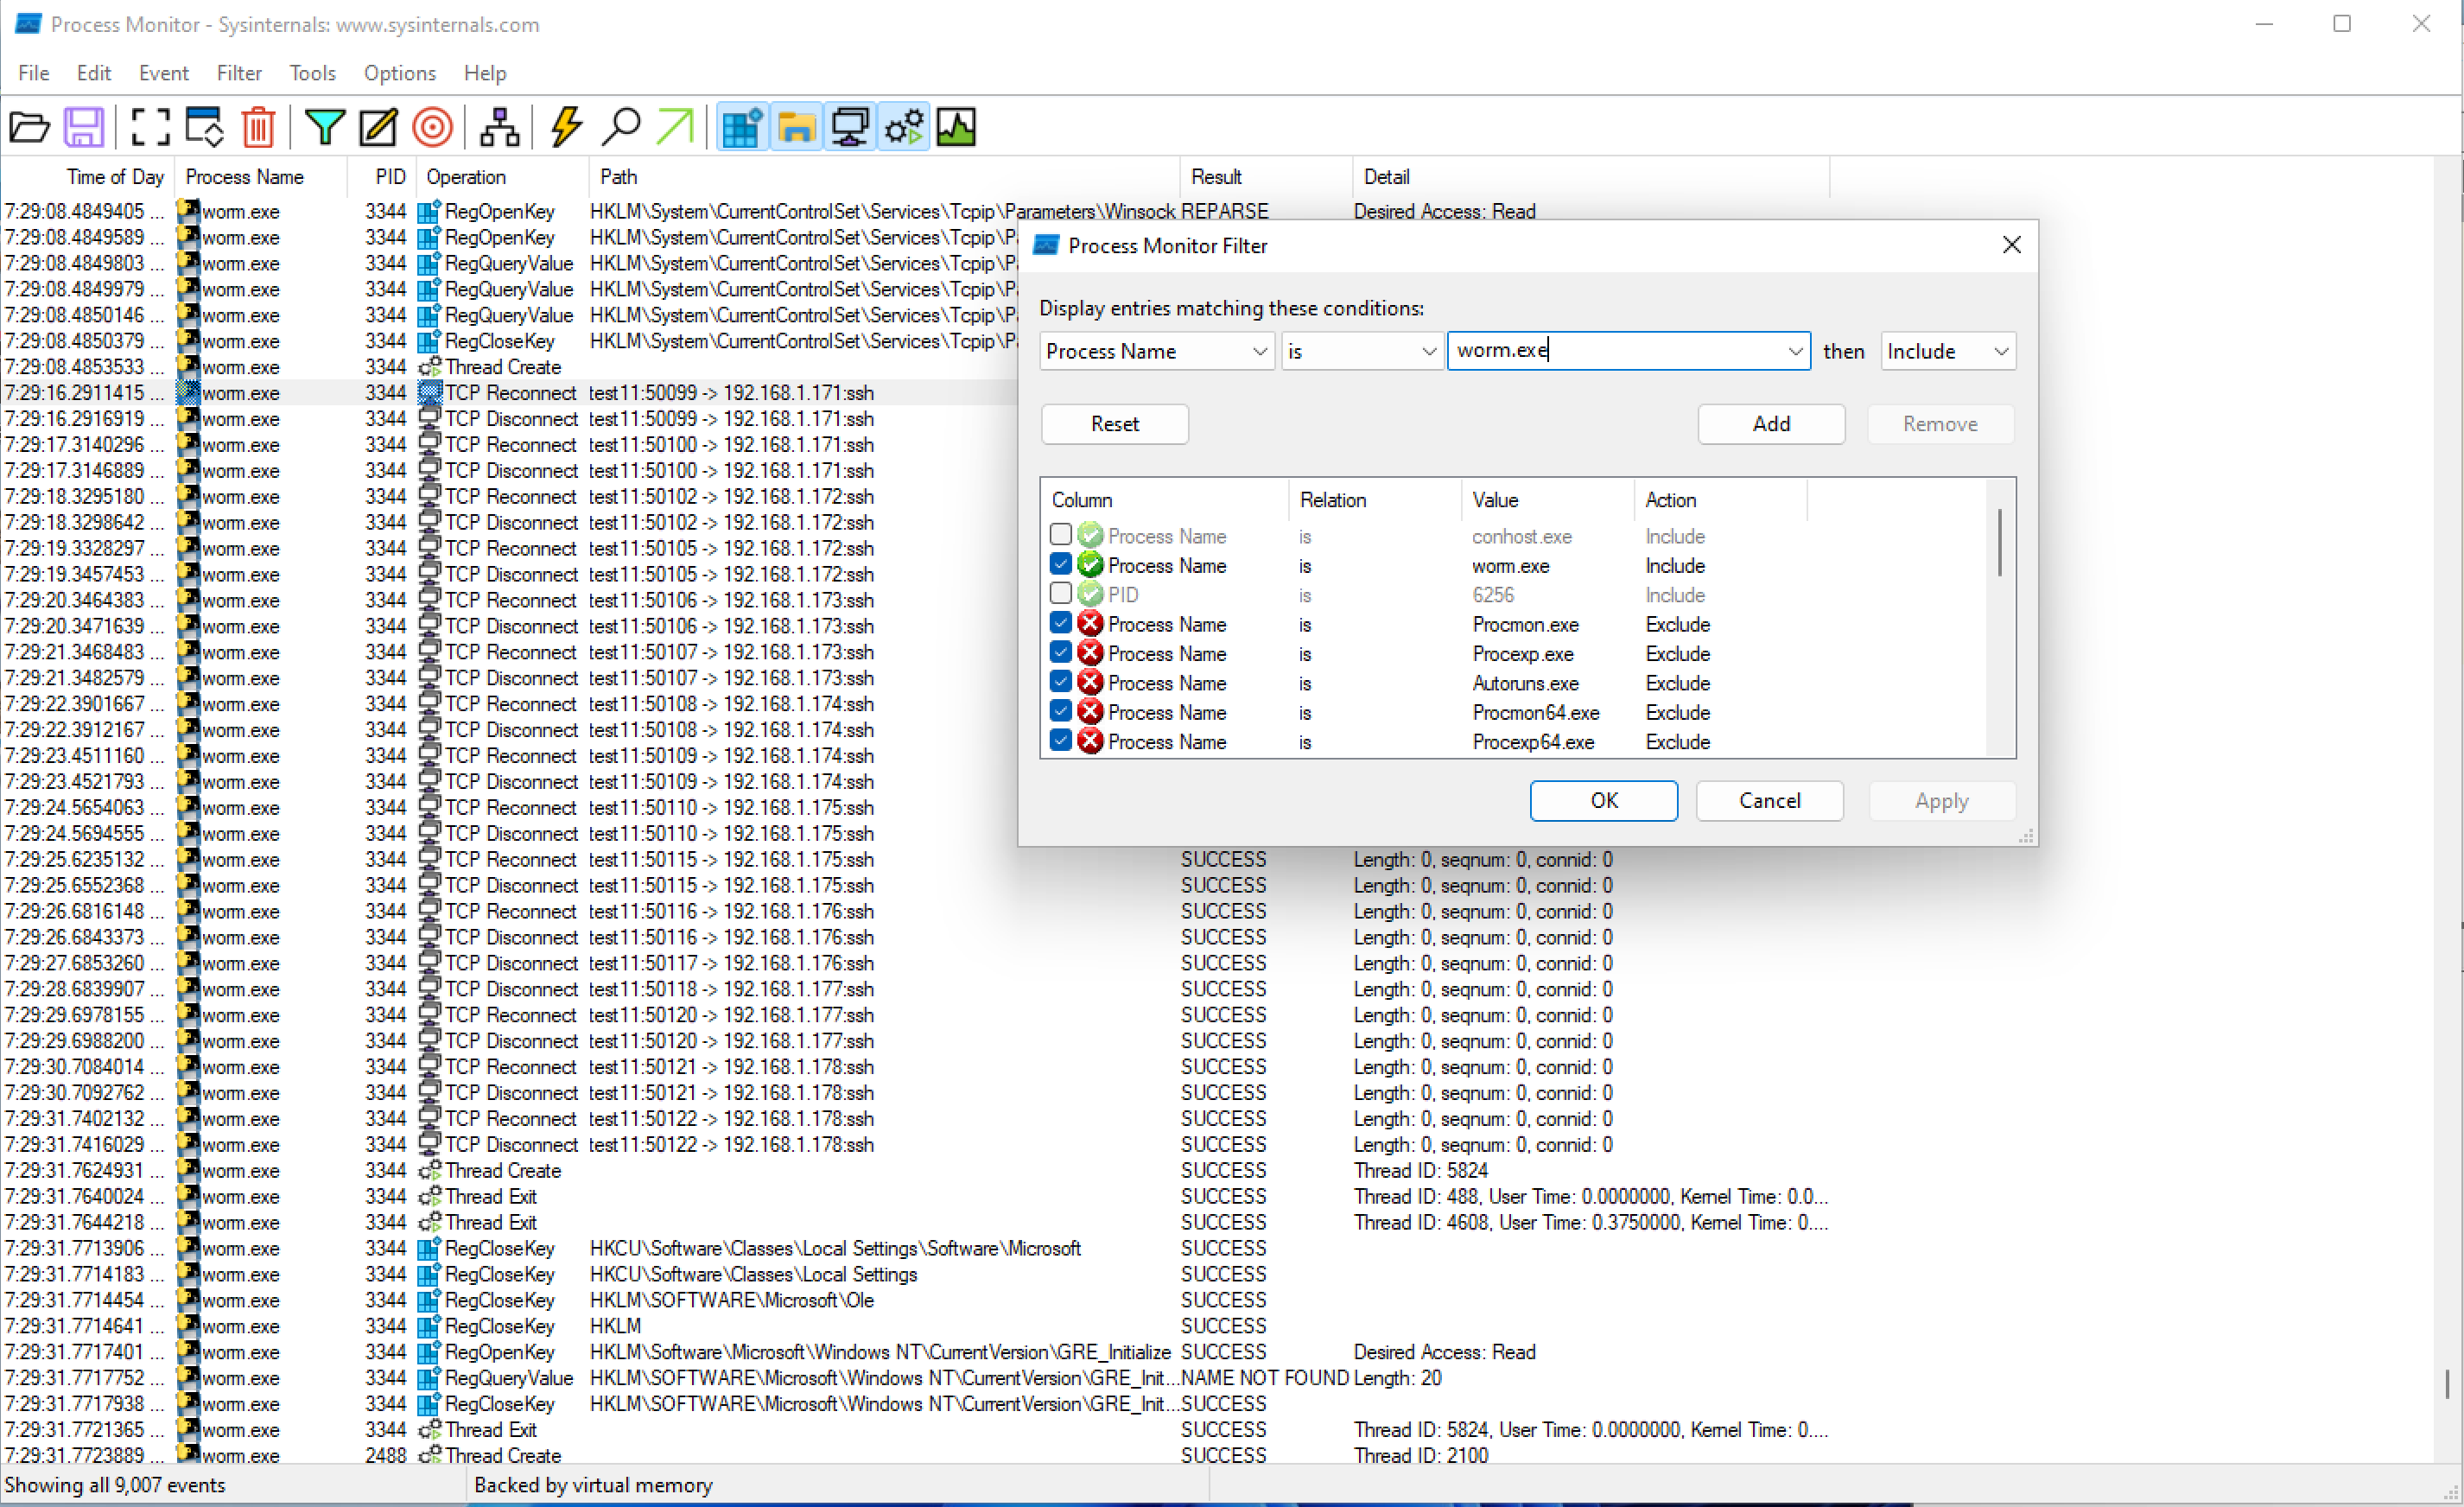 Process Monitor - Sysinternals: www.sysinternals.com
File Edit Event Filter Tools Options Help
Time of Day Process Name PID Operation Path Result Detail
7:29:08.4849405 ... worm.exe 3344 RegOpenKey HKLM\System\CurrentControlSet\Services\Tcpip\Parameters\Winsock REPARSE Desired Access: Read
7:29:08.4849589 ... worm.exe 3344 RegOpenKey HKLM\System\CurrentControlSet\Services\Tcpip\Pa
7:29:08.4849803 ... worm.exe 3344 RegQueryValue HKLM\System\CurrentControlSet\Services\Tcpip\Pa
7:29:08.4849979 ... worm.exe 3344 RegQueryValue HKLM\System\CurrentControlSet\Services\Tcpip\Pa
7:29:08.4850146 ... worm.exe 3344 RegQueryValue HKLM\System\CurrentControlSet\Services\Tcpip\Pa
7:29:08.4850379 ... worm.exe 3344 RegCloseKey HKLM\System\CurrentControlSet\Services\Tcpip\Pa
7:29:08.4853533 ... worm.exe 3344 Thread Create
7:29:16.2911415 ... worm.exe 3344 TCP Reconnect test11:50099 -> 192.168.1.171:ssh
7:29:16.2916919 ... worm.exe 3344 TCP Disconnect test11:50099 -> 192.168.1.171:ssh
7:29:17.3140296 ... worm.exe 3344 TCP Reconnect test11:50100 -> 192.168.1.171:ssh
7:29:17.3146889 ... worm.exe 3344 TCP Disconnect test11:50100 -> 192.168.1.171:ssh
7:29:18.3295180 ... worm.exe 3344 TCP Reconnect test11:50102 -> 192.168.1.172:ssh
7:29:18.3298642 ... worm.exe 3344 TCP Disconnect test11:50102 -> 192.168.1.172:ssh
7:29:19.3328297 ... worm.exe 3344 TCP Reconnect test11:50105 -> 192.168.1.172:ssh
7:29:19.3457453 ... worm.exe 3344 TCP Disconnect test11:50105 -> 192.168.1.172:ssh
7:29:20.3464383 ... worm.exe 3344 TCP Reconnect test11:50106 -> 192.168.1.173:ssh
7:29:20.3471639 ... worm.exe 3344 TCP Disconnect test11:50106 -> 192.168.1.173:ssh
7:29:21.3468483 ... worm.exe 3344 TCP Reconnect test11:50107 -> 192.168.1.173:ssh
7:29:21.3482579 ... worm.exe 3344 TCP Disconnect test11:50107 -> 192.168.1.173:ssh
7:29:22.3901667 ... worm.exe 3344 TCP Reconnect test11:50108 -> 192.168.1.174:ssh
7:29:22.3912167 ... worm.exe 3344 TCP Disconnect test11:50108 -> 192.168.1.174:ssh
7:29:23.4511160 ... worm.exe 3344 TCP Reconnect test11:50109 -> 192.168.1.174:ssh
7:29:23.4521793 ... worm.exe 3344 TCP Disconnect test11:50109 -> 192.168.1.174:ssh
7:29:24.5654063 ... worm.exe 3344 TCP Reconnect test11:50110 -> 192.168.1.175:ssh
7:29:24.5694555 ... worm.exe 3344 TCP Disconnect test11:50110 -> 192.168.1.175:ssh
7:29:25.6235132 ... worm.exe 3344 TCP Reconnect test11:50115 -> 192.168.1.175:ssh SUCCESS Length: 0, seqnum: 0, connid: 0
7:29:25.6552368 ... worm.exe 3344 TCP Disconnect test11:50115 -> 192.168.1.175:ssh SUCCESS Length: 0, seqnum: 0, connid: 0
7:29:26.6816148 ... worm.exe 3344 TCP Reconnect test11:50116 -> 192.168.1.176:ssh SUCCESS Length: 0, seqnum: 0, connid: 0
7:29:26.6843373 ... worm.exe 3344 TCP Disconnect test11:50116 -> 192.168.1.176:ssh SUCCESS Length: 0, seqnum: 0, connid: 0
7:29:27.6853260 ... worm.exe 3344 TCP Disconnect test11:50117 -> 192.168.1.176:ssh SUCCESS Length: 0, seqnum: 0, connid: 0
7:29:28.6839907 ... worm.exe 3344 TCP Disconnect test11:50118 -> 192.168.1.177:ssh SUCCESS Length: 0, seqnum: 0, connid: 0
7:29:29.6978155 ... worm.exe 3344 TCP Reconnect test11:50120 -> 192.168.1.177:ssh SUCCESS Length: 0, seqnum: 0, connid: 0
7:29:29.6988200 ... worm.exe 3344 TCP Disconnect test11:50120 -> 192.168.1.177:ssh SUCCESS Length: 0, seqnum: 0, connid: 0
7:29:30.7084014 ... worm.exe 3344 TCP Reconnect test11:50121 -> 192.168.1.178:ssh SUCCESS Length: 0, seqnum: 0, connid: 0
7:29:30.7092762 ... worm.exe 3344 TCP Disconnect test11:50121 -> 192.168.1.178:ssh SUCCESS Length: 0, seqnum: 0, connid: 0
7:29:31.7402132 ... worm.exe 3344 TCP Reconnect test11:50122 -> 192.168.1.178:ssh SUCCESS Length: 0, seqnum: 0, connid: 0
7:29:31.7416029 ... worm.exe 3344 TCP Disconnect test11:50122 -> 192.168.1.178:ssh SUCCESS Length: 0, seqnum: 0, connid: 0
7:29:31.7624931 ... worm.exe 3344 Thread Create SUCCESS Thread ID: 5824
7:29:31.7640024 ... worm.exe 3344 Thread Exit SUCCESS Thread ID: 488, User Time: 0.0000000, Kernel Time: 0.0...
7:29:31.7644218 ... worm.exe 3344 Thread Exit SUCCESS Thread ID: 4608, User Time: 0.3750000, Kernel Time: 0....
7:29:31.7713906 ... worm.exe 3344 RegCloseKey HKCU\Software\Classes\Local Settings\Software\Microsoft SUCCESS
7:29:31.7714183 ... worm.exe 3344 RegCloseKey HKCU\Software\Classes\Local Settings SUCCESS
7:29:31.7714454 ... worm.exe 3344 RegCloseKey HKLM\SOFTWARE\Microsoft\Ole SUCCESS
7:29:31.7714641 ... worm.exe 3344 RegCloseKey HKLM SUCCESS
7:29:31.7717401 ... worm.exe 3344 RegOpenKey HKLM\Software\Microsoft\Windows NT\CurrentVersion\GRE_Initialize SUCCESS Desired Access: Read
7:29:31.7717752 ... worm.exe 3344 RegQueryValue HKLM\SOFTWARE\Microsoft\Windows NT\CurrentVersion\GRE_Init... NAME NOT FOUND Length: 20
7:29:31.7717938 ... worm.exe 3344 RegCloseKey HKLM\SOFTWARE\Microsoft\Windows NT\CurrentVersion\GRE_Init... SUCCESS
7:29:31.7721365 ... worm.exe 3344 Thread Exit SUCCESS Thread ID: 5824, User Time: 0.0000000, Kernel Time: 0....
7:29:31.7723889 ... worm.exe 2488 Thread Create SUCCESS Thread ID: 2100
Showing all 9,007 events Backed by virtual memory
Process Monitor Filter
Display entries matching these conditions:
Process Name is worm.exe then Include
Reset Add Remove
Column Relation Value Action
Process Name is conhost.exe Include
Process Name is worm.exe Include
PID is 6256 Include
Process Name is Procmon.exe Exclude
Process Name is Procexp.exe Exclude
Process Name is Autoruns.exe Exclude
Process Name is Procmon64.exe Exclude
Process Name is Procexp64.exe Exclude
OK Cancel Apply